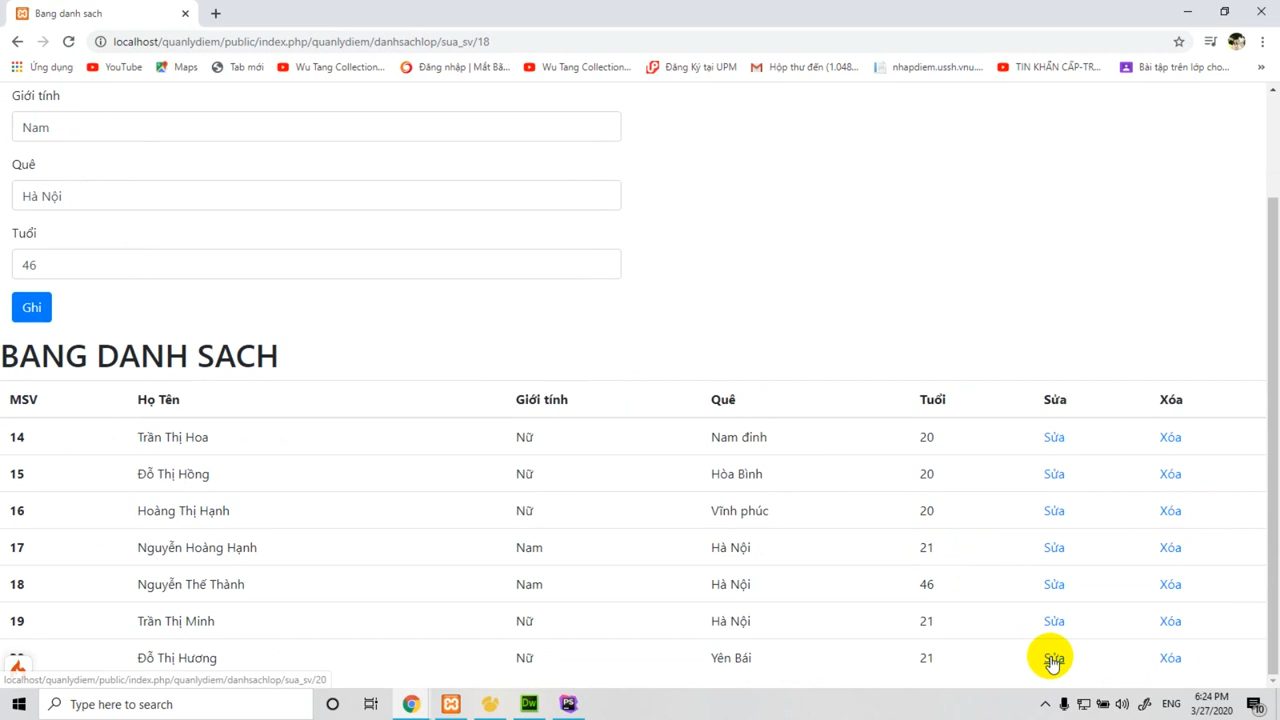 Bang danh sach
localhost/quanlydiem/public/index.php/quanlydiem/danhsachlop/sua_sv/18
Ứng dụng YouTube Maps Tab mới Wu Tang Collection... Đăng nhập | Mắt Bã... Wu Tang Collection... Đăng Ký tại UPM Hộp thư đến (1.048... nhapdiem.ussh.vnu.... TIN KHẨN CẤP-TR... Bài tập trên lớp cho... »
Giới tính
Nam
Quê
Hà Nội
Tuổi
46
Ghi
BANG DANH SACH
MSV Họ Tên Giới tính Quê Tuổi Sửa Xóa
14 Trần Thị Hoa Nữ Nam đỉnh 20 Sửa Xóa
15 Đỗ Thị Hồng Nữ Hòa Bình 20 Sửa Xóa
16 Hoàng Thị Hạnh Nữ Vĩnh phúc 20 Sửa Xóa
17 Nguyễn Hoàng Hạnh Nam Hà Nội 21 Sửa Xóa
18 Nguyễn Thế Thành Nam Hà Nội 46 Sửa Xóa
19 Trần Thị Minh Nữ Hà Nội 21 Sửa Xóa
Đỗ Thị Hương Nữ Yên Bái 21 Sửa Xóa
localhost/quanlydiem/public/index.php/quanlydiem/danhsachlop/sua_sv/20
Type here to search Dw PS ENG 6:24 PM
3/27/2020 10